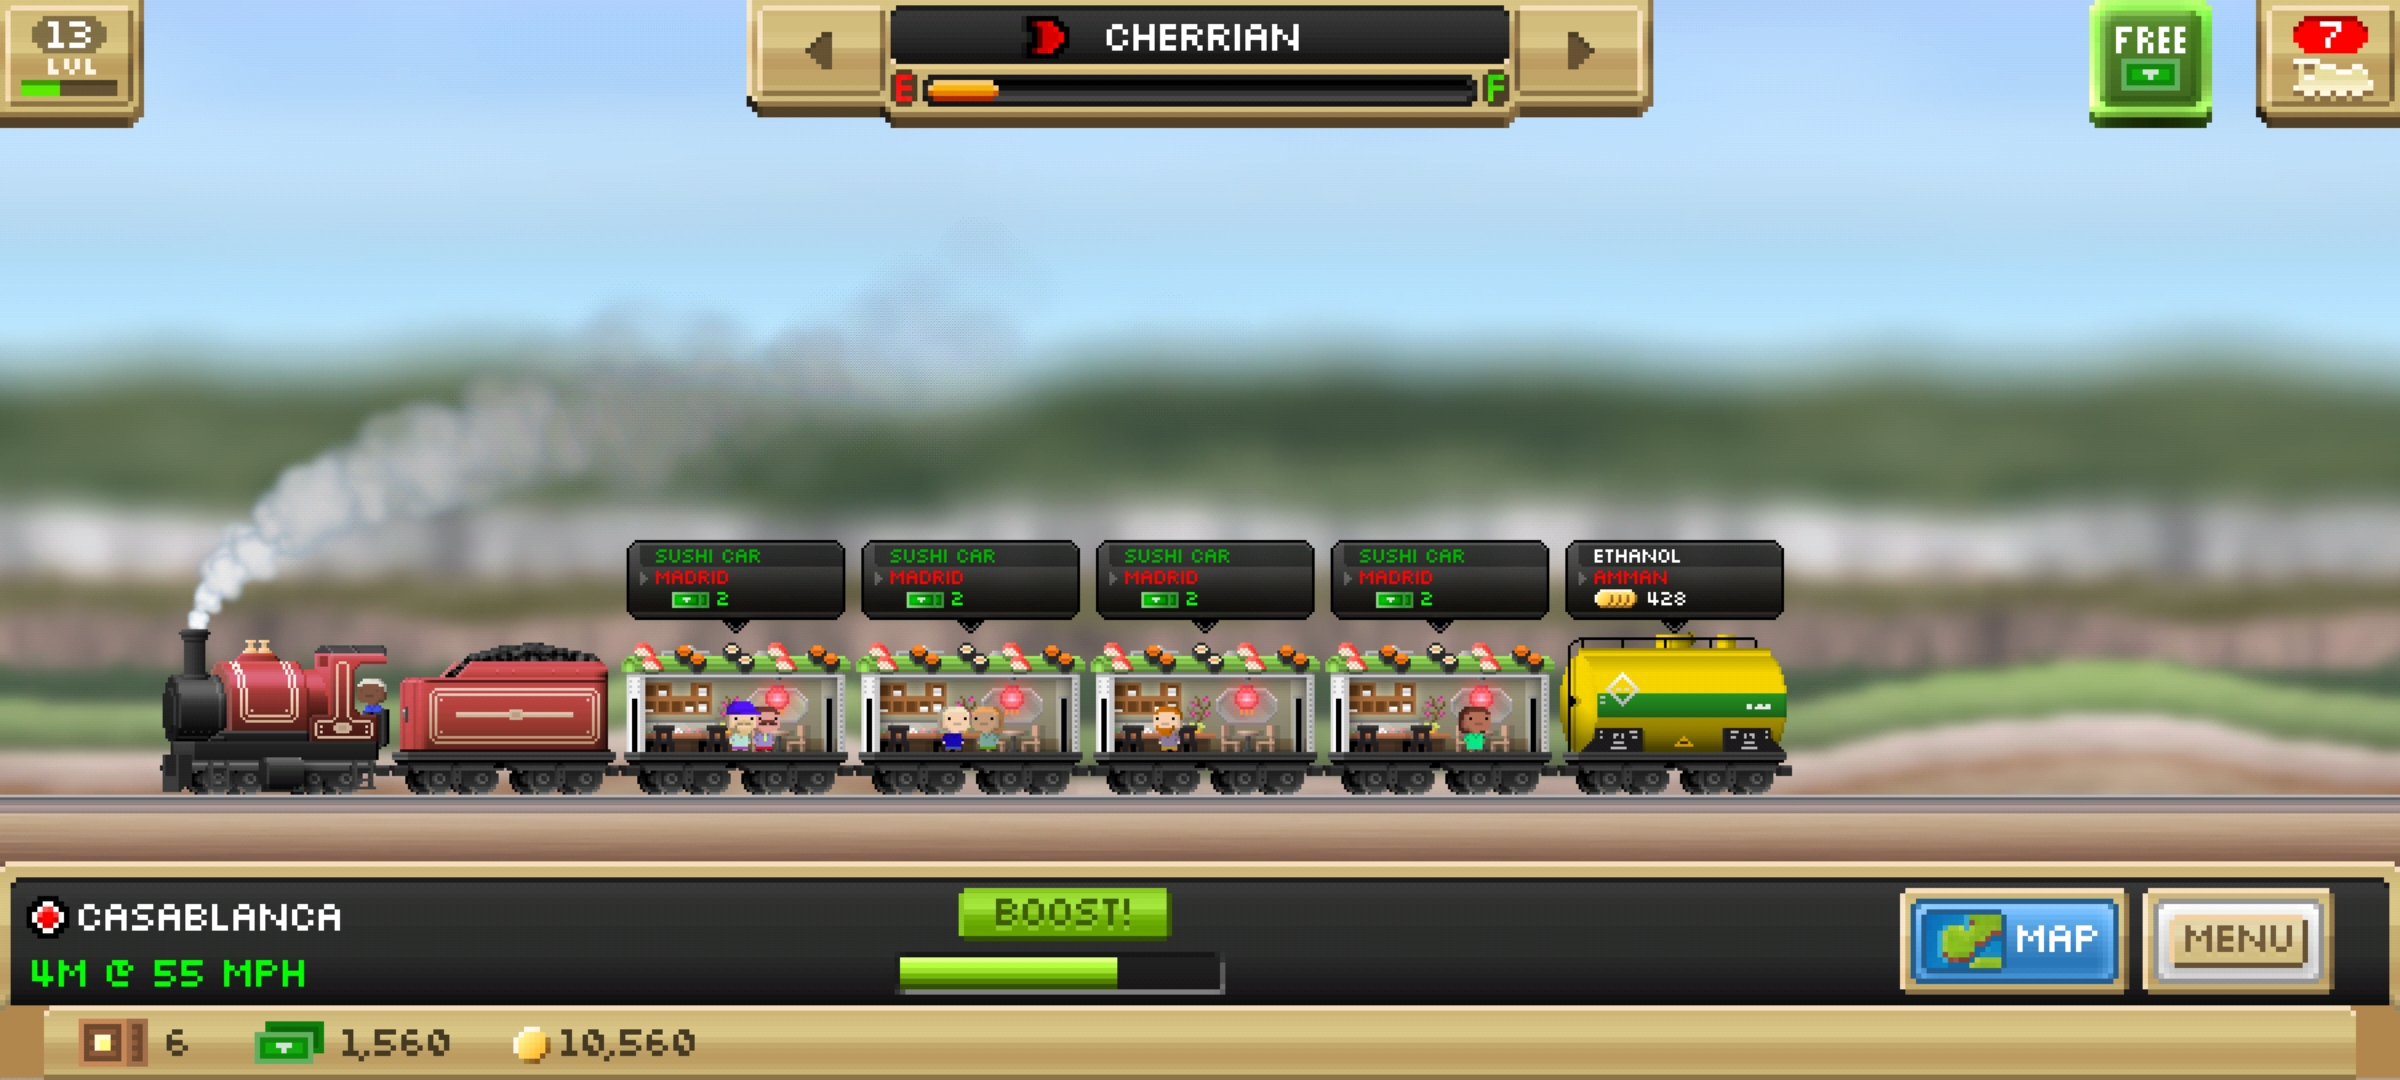 13
LVL
CHERRIAN
E
F
FREE
7
SUSHI CAR
MADRID
2
SUSHI CAR
MADRID
2
SUSHI CAR
MADRID
2
SUSHI CAR
MADRID
2
ETHANOL
AMMAN
428
CASABLANCA
4M @ 55 MPH
BOOST!
MAP
MENU
6
1,560
10,560